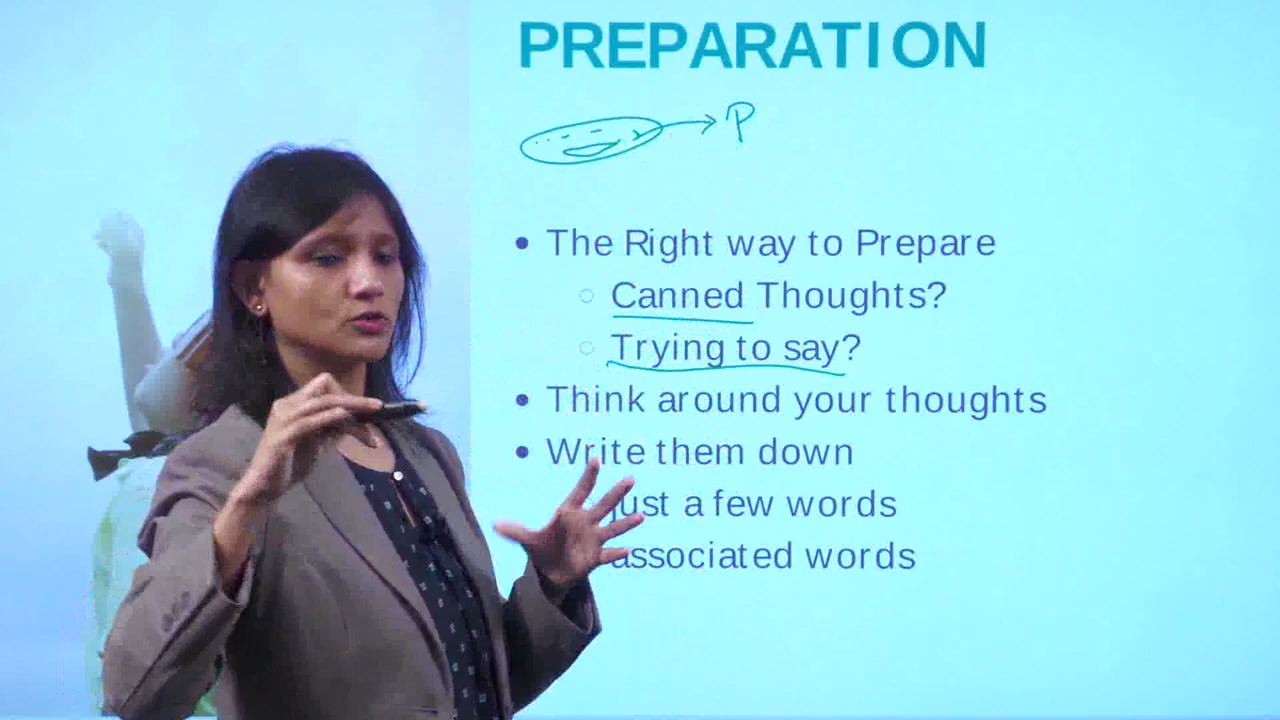 PREPARATION
P
The Right way to Prepare
Canned Thoughts?
Trying to say?
Think around your thoughts
Write them down
just a few words
associated words